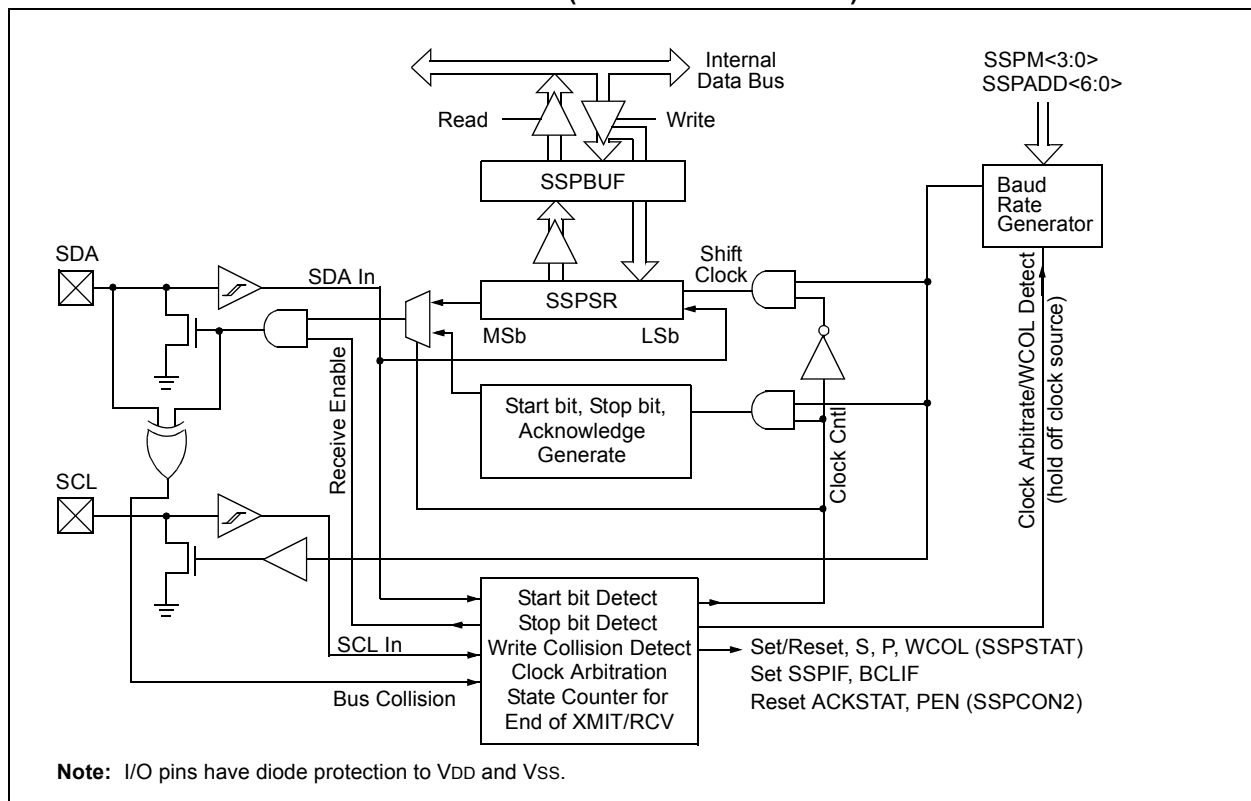 Internal
Data Bus
SSPM<3:0>
SSPADD<6:0>
Read
Write
SSPBUF
Baud
Rate
Generator
SDA
SDA In
Shift
Clock
SSPSR
MSb
LSb
Clock Arbitrate/WCOL Detect
(hold off clock source)
Start bit, Stop bit,
Acknowledge
Generate
Receive Enable
Clock Cntl
SCL
SCL In
Bus Collision
Start bit Detect
Stop bit Detect
Write Collision Detect
Clock Arbitration
State Counter for
End of XMIT/RCV
Set/Reset, S, P, WCOL (SSPSTAT)
Set SSPIF, BCLIF
Reset ACKSTAT, PEN (SSPCON2)
Note: I/O pins have diode protection to VDD and VSS.